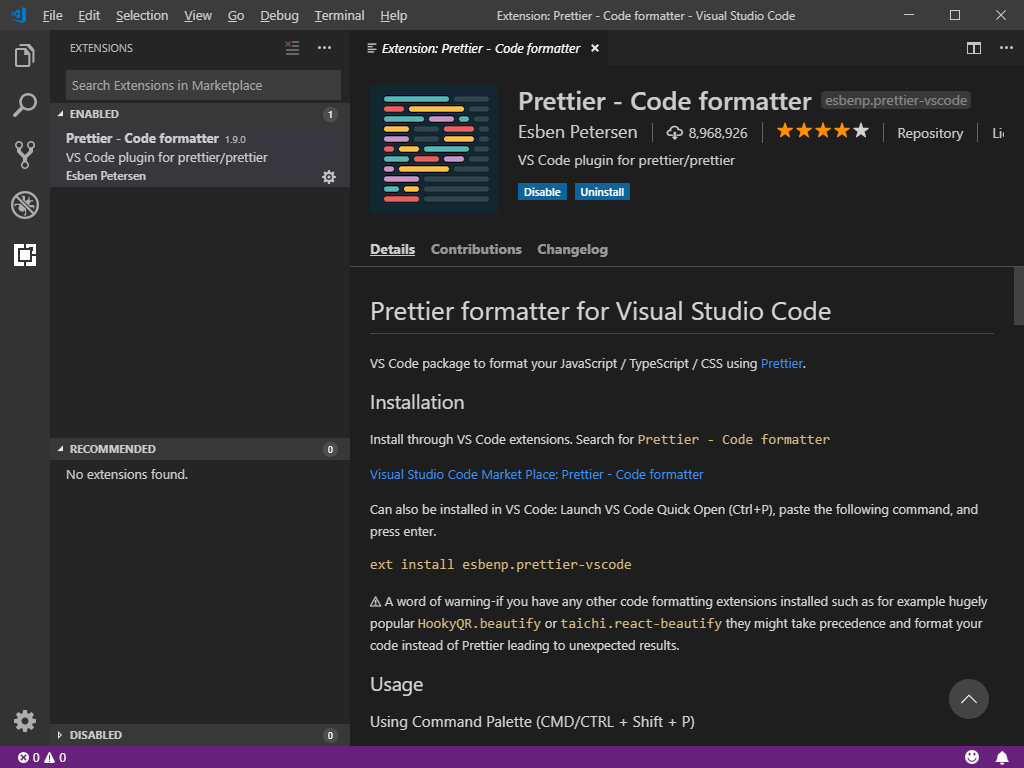 File Edit Selection View Go Debug Terminal Help
Extension: Prettier - Code formatter - Visual Studio Code
EXTENSIONS
Search Extensions in Marketplace
ENABLED 1
Prettier - Code formatter 1.9.0
VS Code plugin for prettier/prettier
Esben Petersen
RECOMMENDED 0
No extensions found.
DISABLED 0
Extension: Prettier - Code formatter
Prettier - Code formatter esbenp.prettier-vscode
Esben Petersen 8,968,926 Repository Li
VS Code plugin for prettier/prettier
Disable Uninstall
Details Contributions Changelog
Prettier formatter for Visual Studio Code
VS Code package to format your JavaScript / TypeScript / CSS using Prettier.
Installation
Install through VS Code extensions. Search for Prettier - Code formatter
Visual Studio Code Market Place: Prettier - Code formatter
Can also be installed in VS Code: Launch VS Code Quick Open (Ctrl+P), paste the following command, and
press enter.
ext install esbenp.prettier-vscode
⚠ A word of warning-if you have any other code formatting extensions installed such as for example hugely
popular HookyQR.beautify or taichi.react-beautify they might take precedence and format your
code instead of Prettier leading to unexpected results.
Usage
Using Command Palette (CMD/CTRL + Shift + P)
0 0